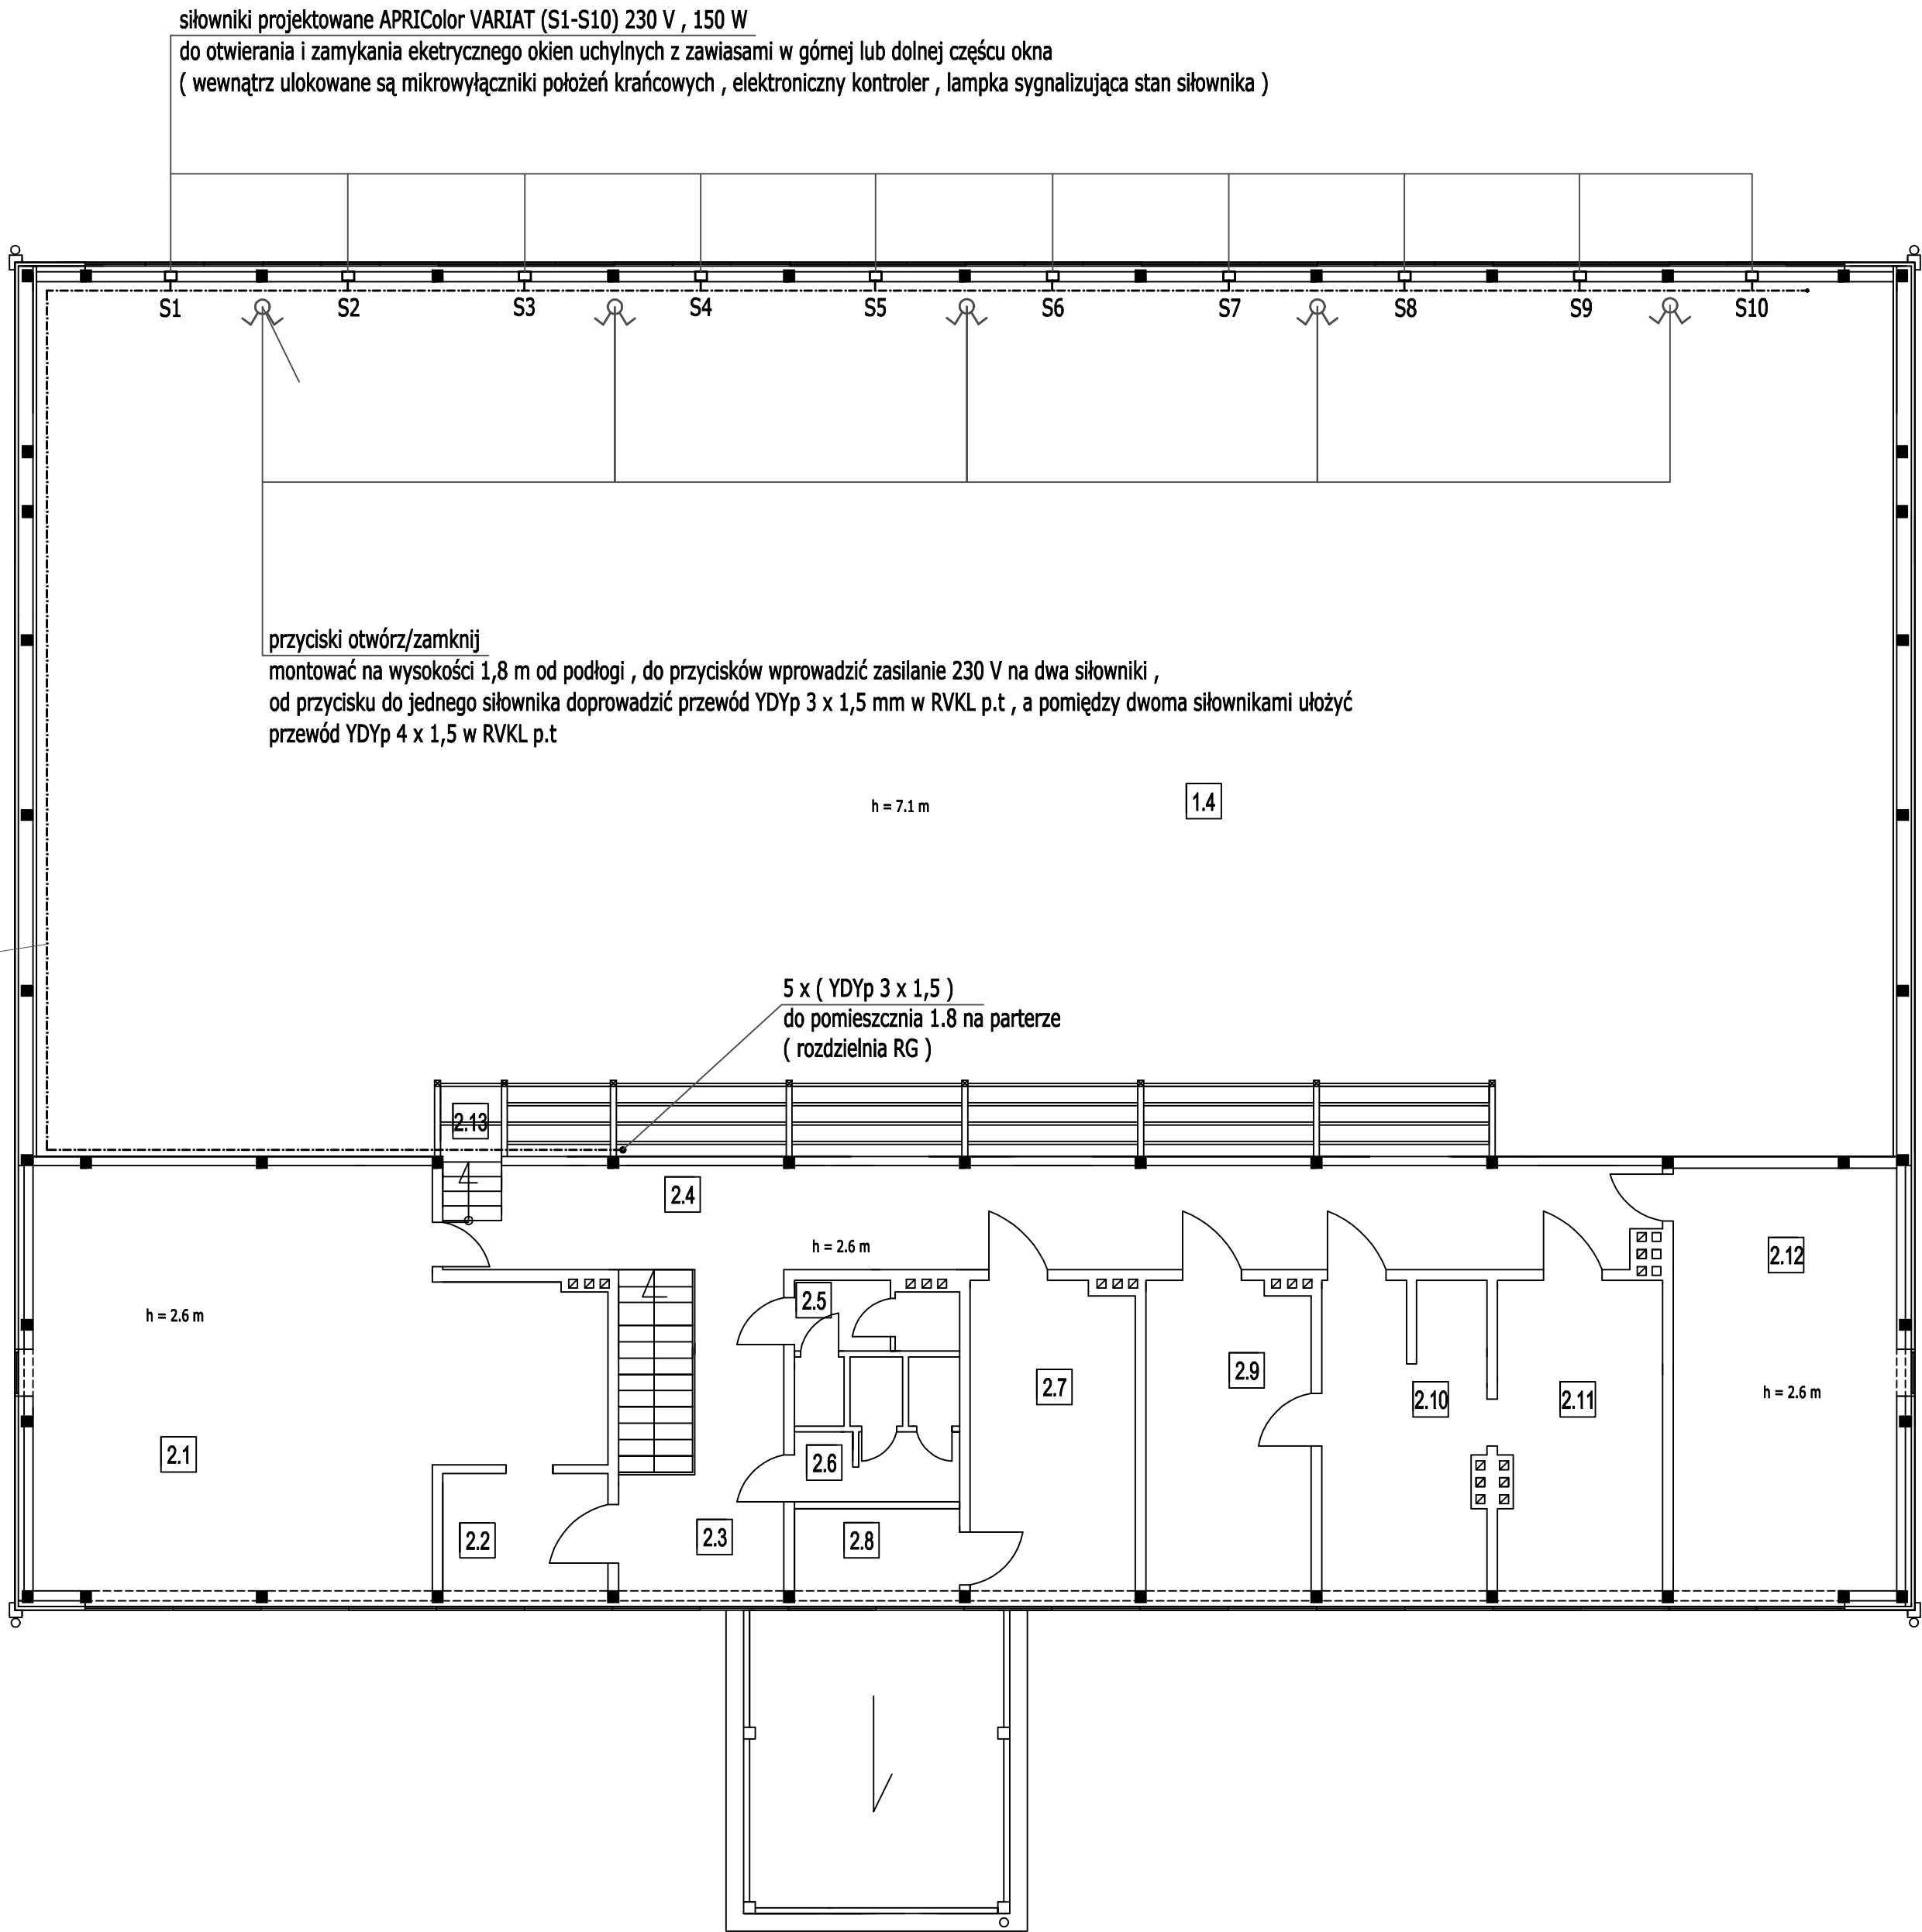 siłowniki projektowane APRIColor VARIAT (S1-S10) 230 V , 150 W
do otwierania i zamykania eketrycznego okien uchylnych z zawiasami w górnej lub dolnej częścu okna
( wewnątrz ulokowane są mikrowyłączniki położeń krańcowych , elektroniczny kontroler , lampka sygnalizująca stan siłownika )
S1 S2 S3 S4 S5 S6 S7 S8 S9 S10
przyciski otwórz/zamknij
montować na wysokości 1,8 m od podłogi , do przycisków wprowadzić zasilanie 230 V na dwa siłowniki ,
od przycisku do jednego siłownika doprowadzić przewód YDYp 3 x 1,5 mm w RVKL p.t , a pomiędzy dwoma siłownikami ułożyć
przewód YDYp 4 x 1,5 w RVKL p.t
h = 7.1 m
1.4
5 x ( YDYp 3 x 1,5 )
do pomieszcznia 1.8 na parterze
( rozdzielnia RG )
2.13
2.4
h = 2.6 m
2.12
2.5
h = 2.6 m
2.9
2.7
2.10
2.11
h = 2.6 m
2.1
2.6
2.2
2.3
2.8